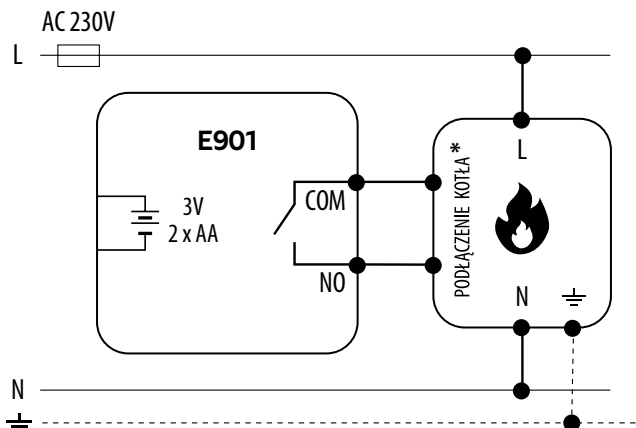 AC 230V
L
E901
3V
2 x AA
COM
NO
PODŁĄCZENIE KOTŁA *
L
N
N